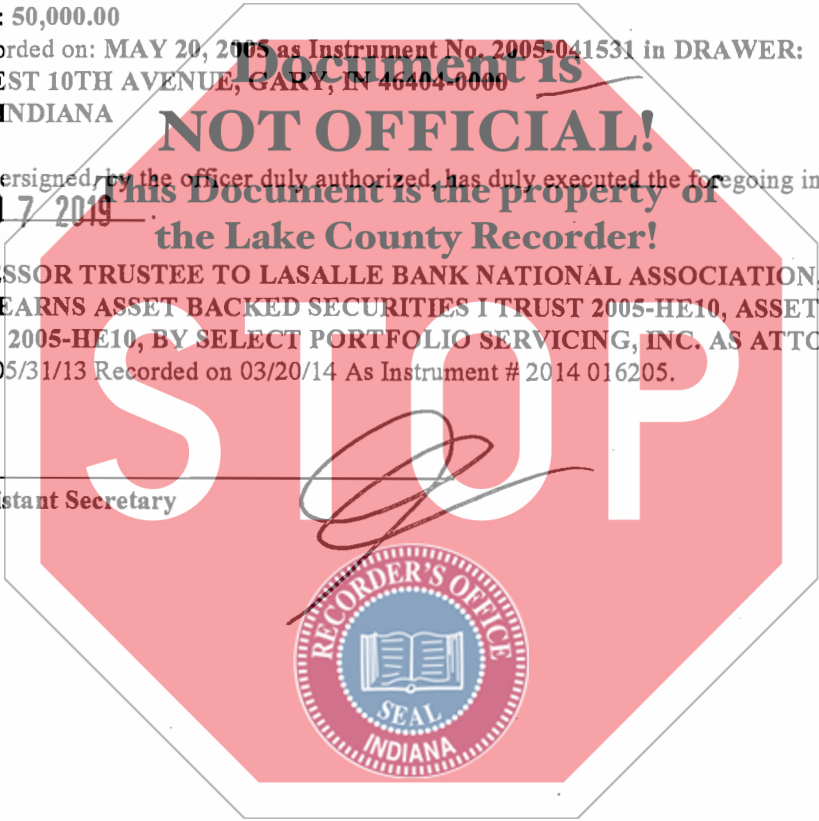 : 50,000.00
orded on: MAY 20, 2005 as Instrument No. 2005-041531 in DRAWER:
EST 10TH AVENUE, GARY, IN 46404-0000
INDIANA
Document is
NOT OFFICIAL!
This Document is the property of
the Lake County Recorder!
ersigned, by the officer duly authorized, has duly executed the foregoing in
7 2019
SSOR TRUSTEE TO LASALLE BANK NATIONAL ASSOCIATION,
EARNS ASSET BACKED SECURITIES I TRUST 2005-HE10, ASSET
2005-HE10, BY SELECT PORTFOLIO SERVICING, INC. AS ATTO
05/31/13 Recorded on 03/20/14 As Instrument # 2014 016205.
STOP
stant Secretary
RECORDER'S OFFICE
SEAL
INDIANA